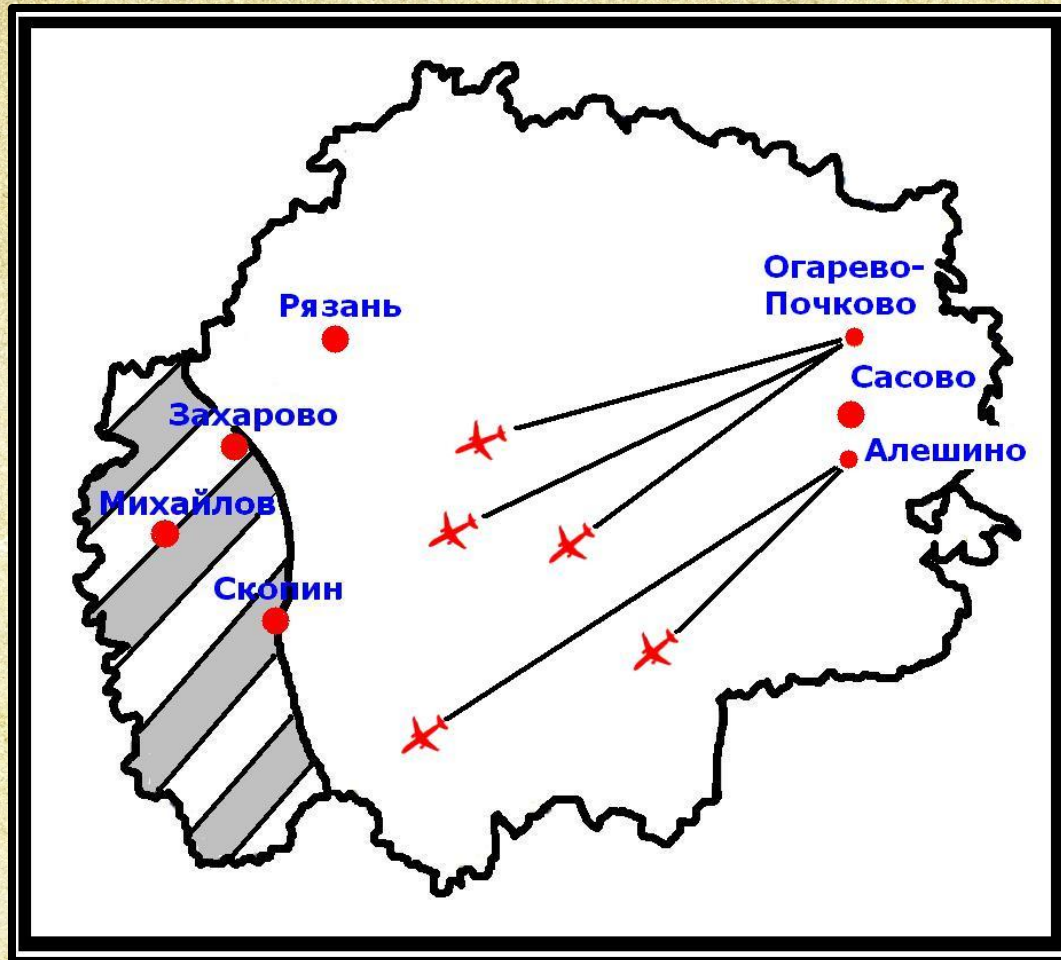 Огарево-
Почково
Рязань
Сасово
Захарово
Алешино
Михайлов
Скопин